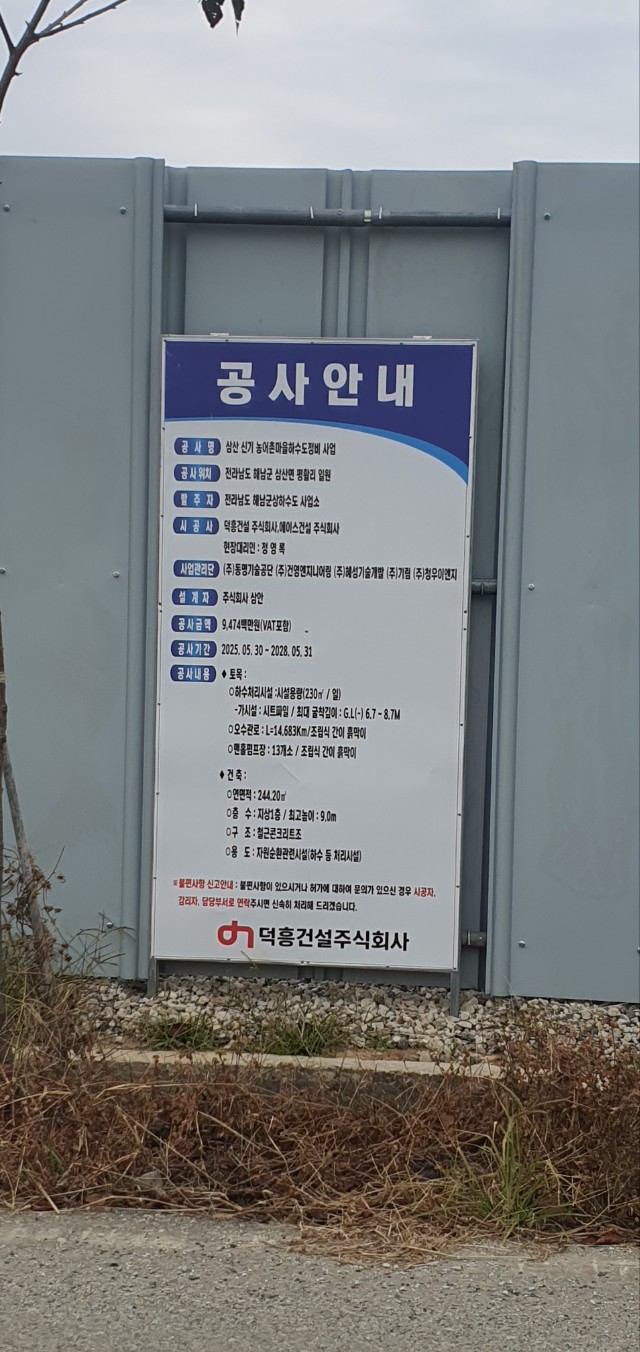 공사안내
공 사 명 삼산 신기 농어촌마을하수도정비 사업
공사위치 전라남도 해남군 삼산면 평활리 일원
발 주 자 전라남도 해남군상하수도 사업소
시 공 사 덕흥건설 주식회사,에이스건설 주식회사
현장대리인 : 정 영 록
사업관리단 (주)동명기술공단 (주)건영엔지니어링 (주)혜성기술개발 (주)가림 (주)청우이엔지
설 계 자 주식회사 삼안
공사금액 9,474백만원(VAT포함)
공사기간 2025. 05. 30 ~ 2028. 05. 31
공사내용 ♦ 토목 :
○하수처리시설 :시설용량(230㎥ / 일)
-가시설 : 시트파일 / 최대 굴착깊이 : G.L(-) 6.7 ~ 8.7M
○오수관로 : L=14.683Km/조립식 간이 흙막이
○맨홀펌프장 : 13개소 / 조립식 간이 흙막이
♦ 건 축 :
○연면적 : 244.20㎡
○층 수 : 지상1층 / 최고높이 : 9.0m
○구 조 : 철근콘크리트조
○용 도 : 자원순환관련시설(하수 등 처리시설)
※불편사항 신고안내 : 불편사항이 있으시거나 허가에 대하여 문의가 있으신 경우 시공자,
감리자, 담당부서로 연락주시면 신속히 처리해 드리겠습니다.
덕흥건설주식회사